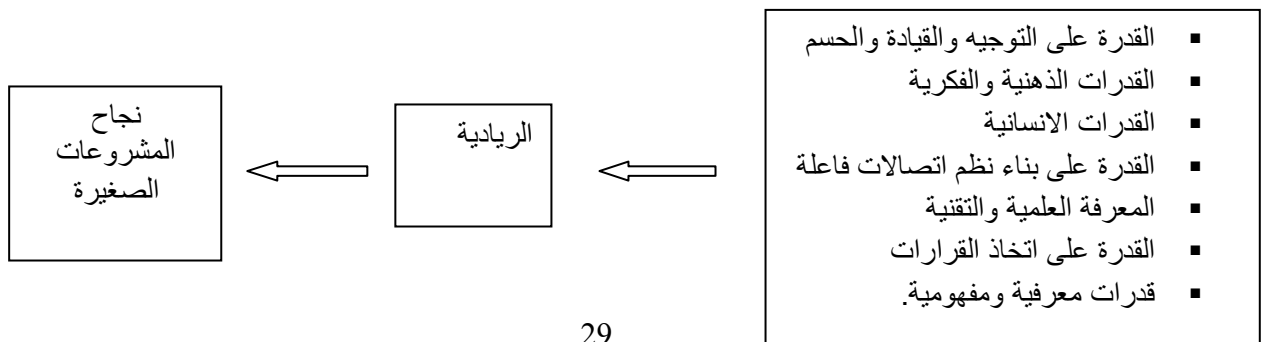 القدرة على التوجيه والقيادة والحسم
القدرات الذهنية والفكرية
القدرات الانسانية
القدرة على بناء نظم اتصالات فاعلة
المعرفة العلمية والتقنية
القدرة على اتخاذ القرارات
قدرات معرفية ومفهومية.
الريادية
نجاح
المشروعات
الصغيرة
29